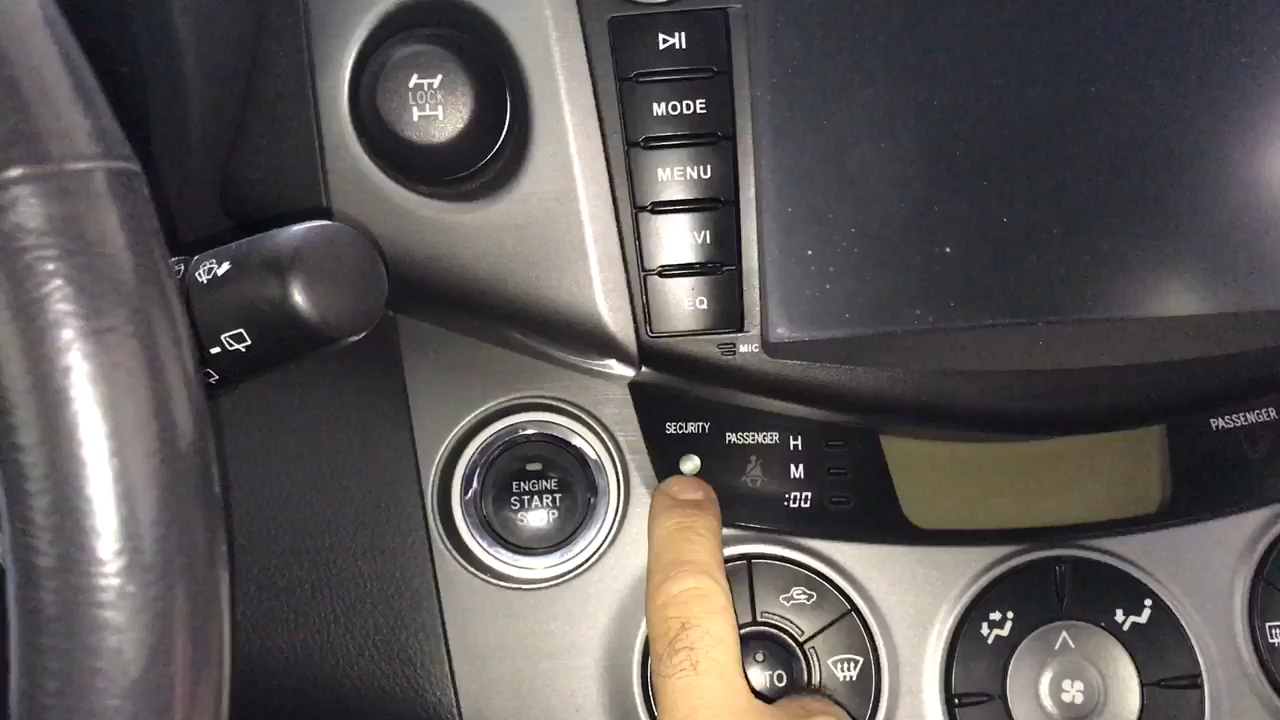 LOCK
MODE
MENU
EQ
MIC
SECURITY
PASSENGER
H
M
:00
PASSENGER
ENGINE
START
STOP